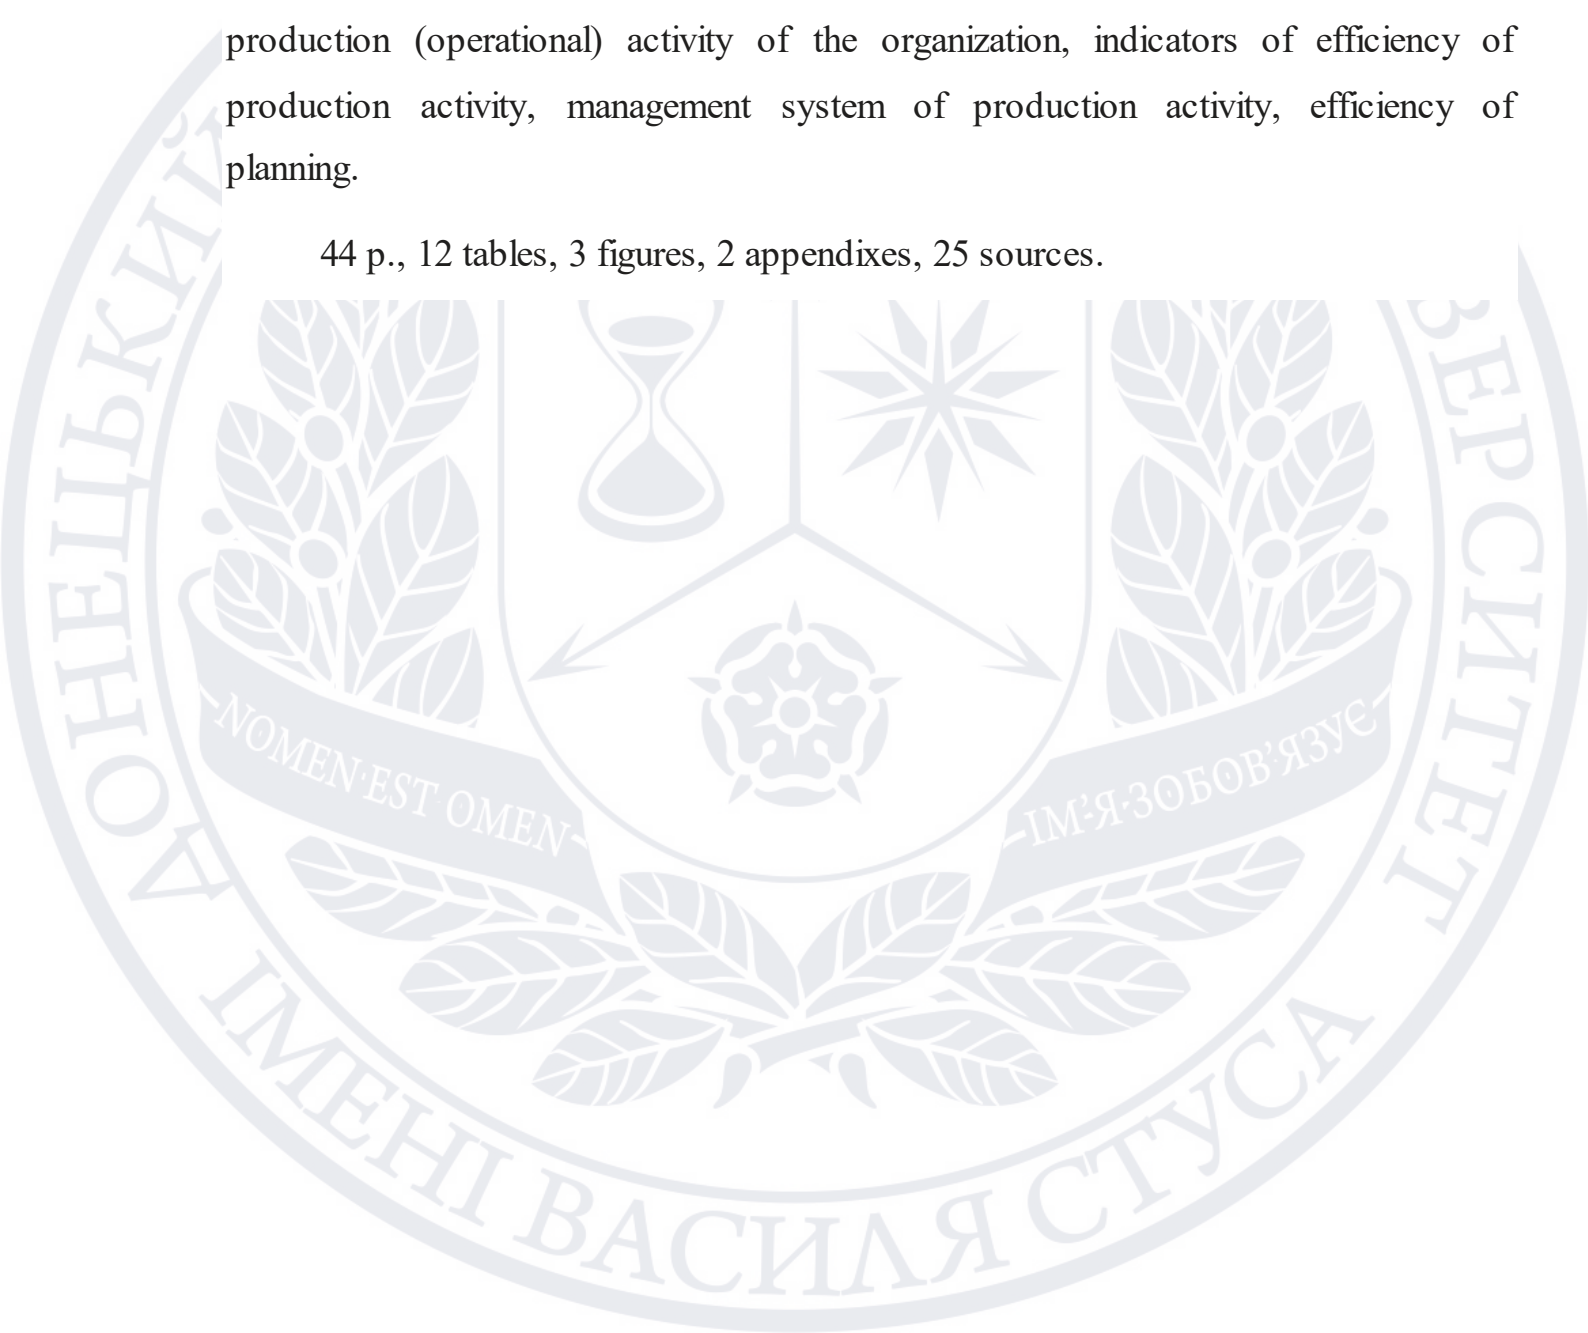 production (operational) activity of the organization, indicators of efficiency of
production activity, management system of production activity, efficiency of
planning.
44 p., 12 tables, 3 figures, 2 appendixes, 25 sources.
ДОНЕЦЬКИЙ
ВЕРСИТЕТ
NOMEN·EST·OMEN
ІМ'Я·ЗОБОВ'ЯЗУЄ
ІМЕНІ ВАСИЛЯ СТУСА